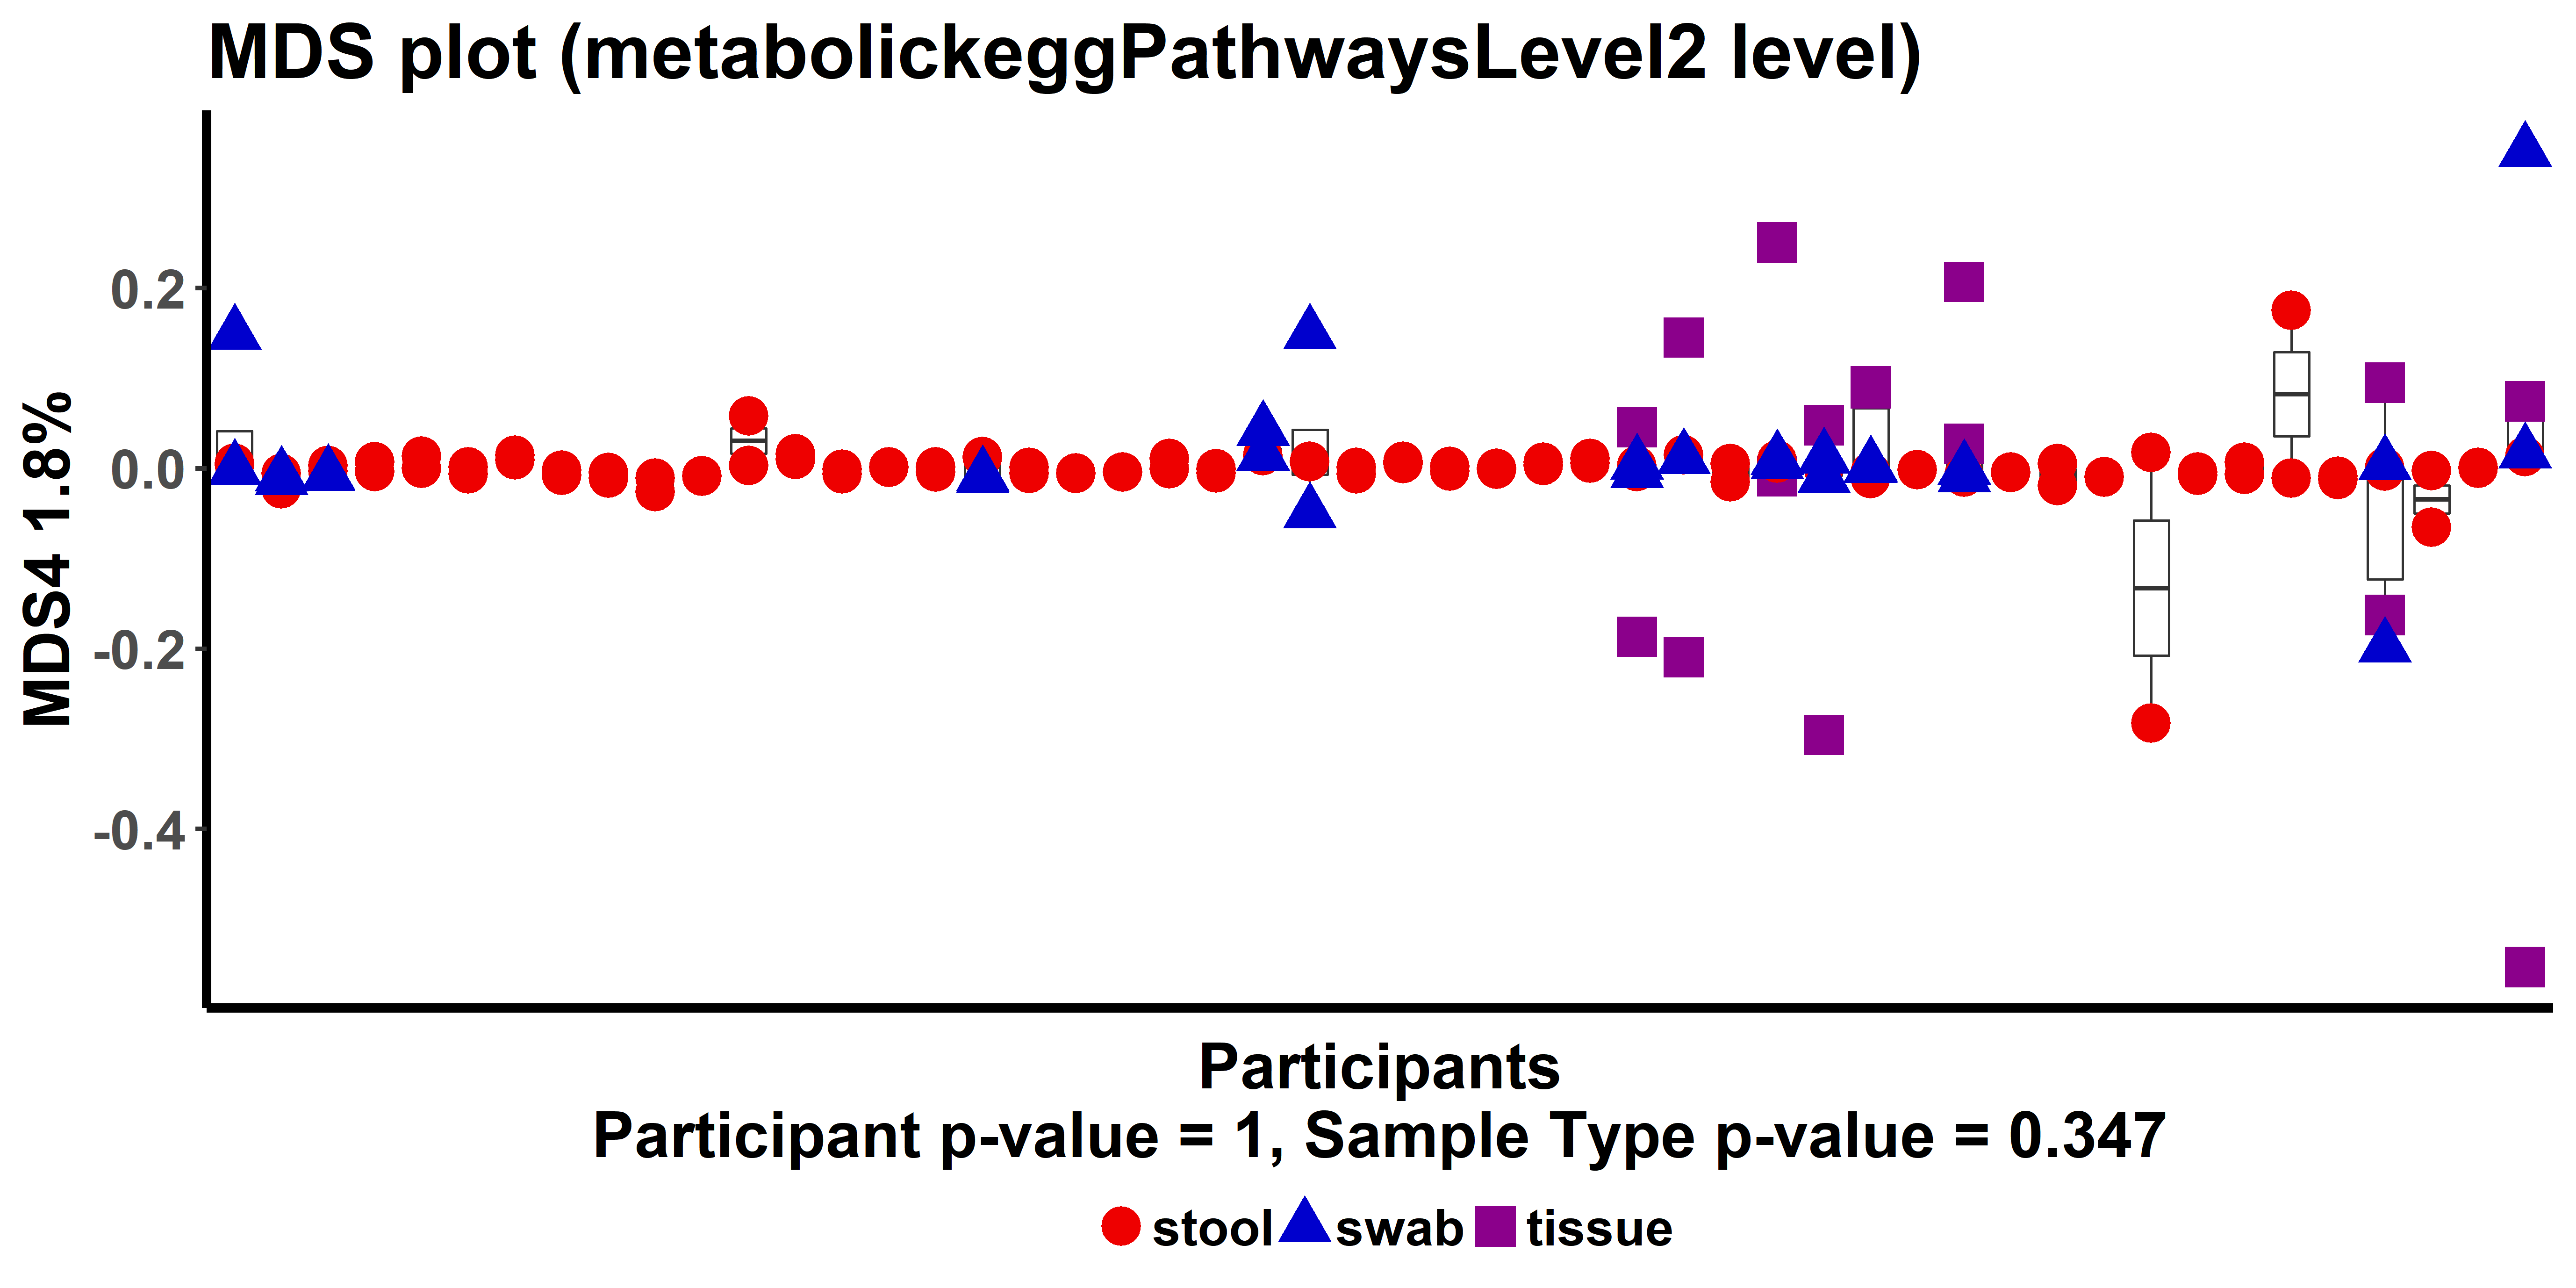 MDS plot (metabolickeggPathwaysLevel2 level)
MDS4 1.8%
0.2
0.0
-0.2
-0.4
Participants
Participant p-value = 1, Sample Type p-value = 0.347
stool swab tissue